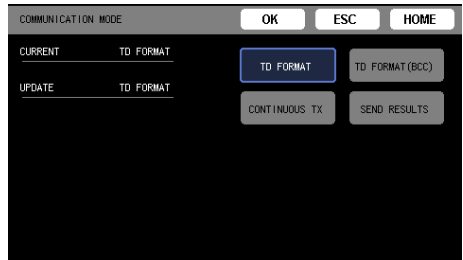 COMMUNICATION MODE
OK
ESC
HOME
CURRENT TD FORMAT
UPDATE TD FORMAT
TD FORMAT
TD FORMAT(BCC)
CONTINUOUS TX
SEND RESULTS